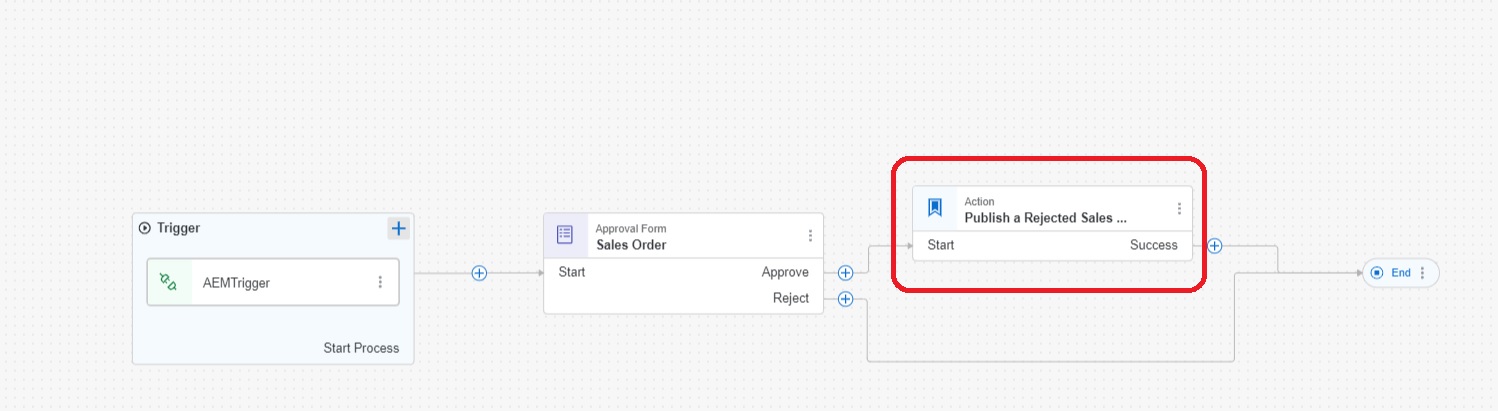 Trigger
AEMTrigger
Start Process
Approval Form
Sales Order
Start
Approve
Reject
Action
Publish a Rejected Sales ...
Start
Success
End